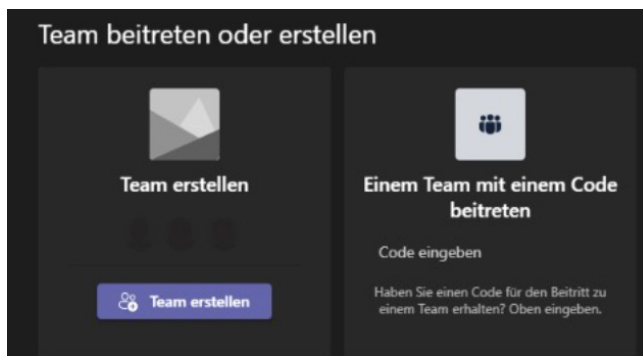 Team beitreten oder erstellen
Team erstellen
Team erstellen
Einem Team mit einem Code
beitreten
Code eingeben
Haben Sie einen Code für den Beitritt zu
einem Team erhalten? Oben eingeben.